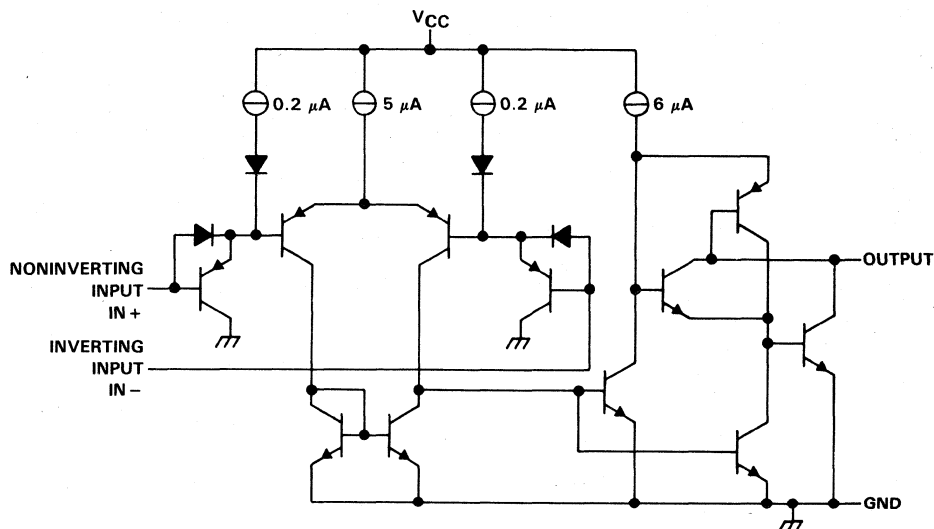 VCC
0.2 μA
5 μA
0.2 μA
6 μA
NONINVERTING
INPUT
IN +
INVERTING
INPUT
IN −
OUTPUT
GND